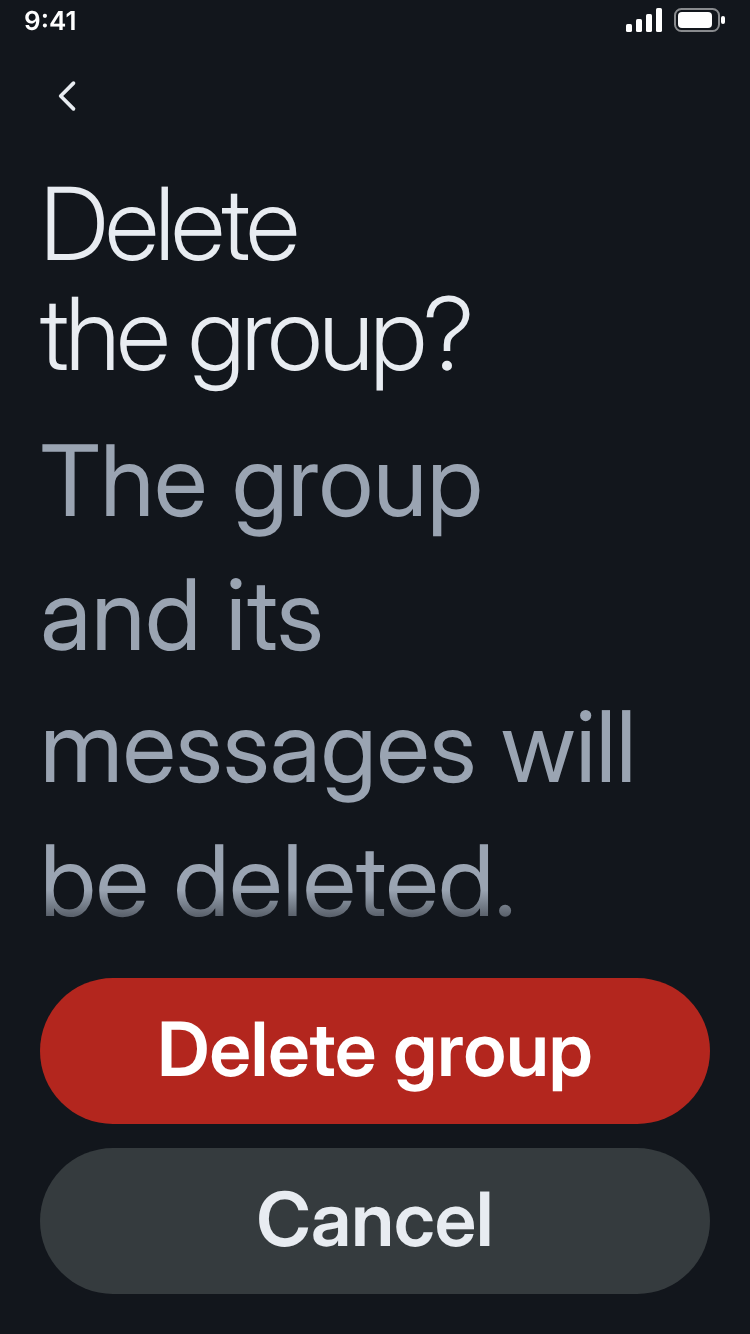 9:41
Delete
the group?
The group
and its
messages will
be deleted.
Delete group
Cancel